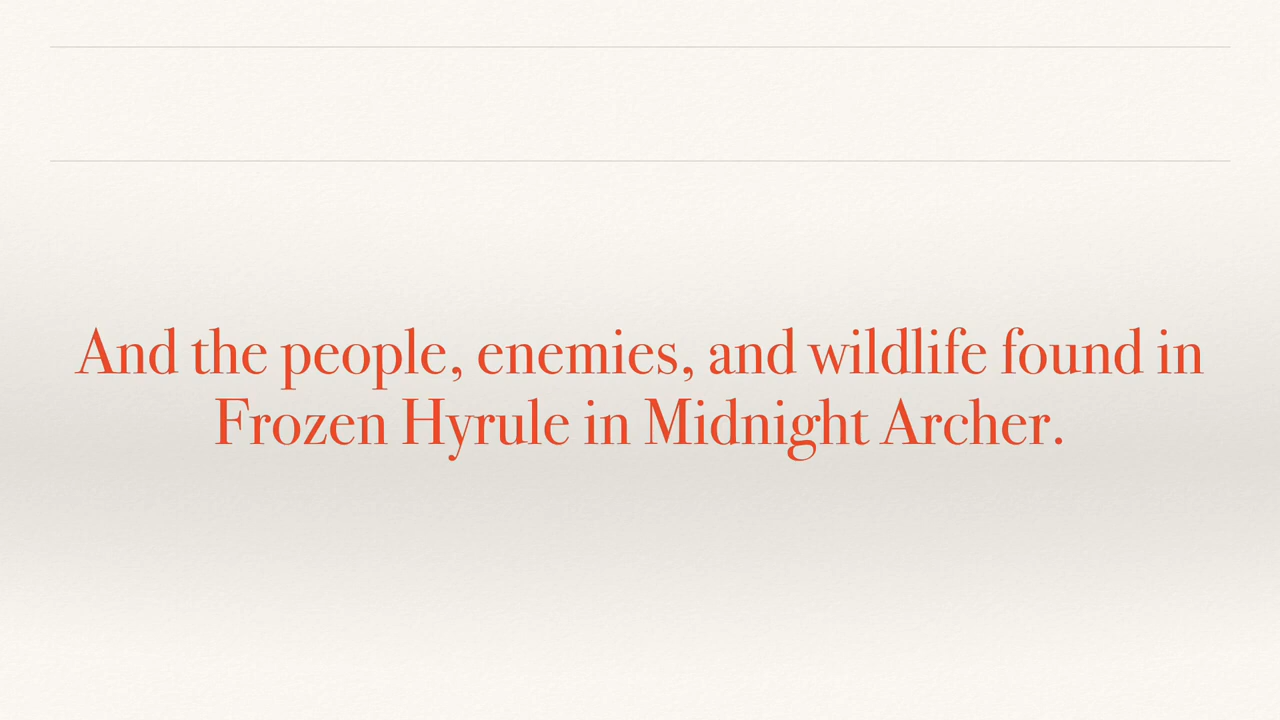 And the people, enemies, and wildlife found in
Frozen Hyrule in Midnight Archer.